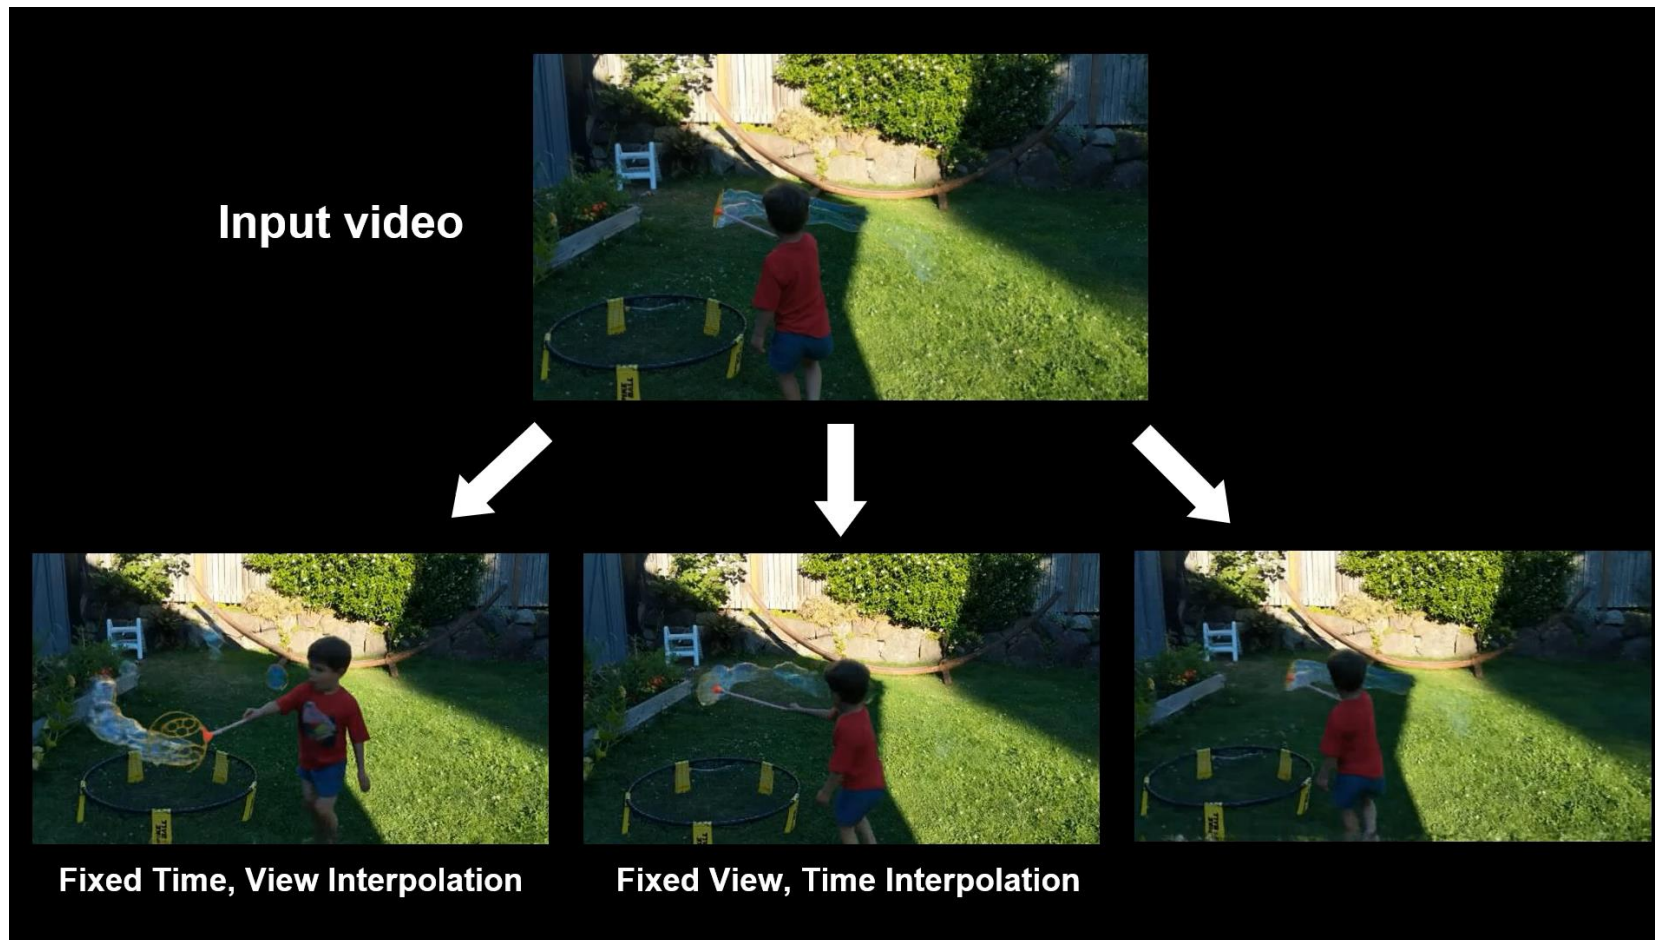 Input video
Fixed Time, View Interpolation
Fixed View, Time Interpolation